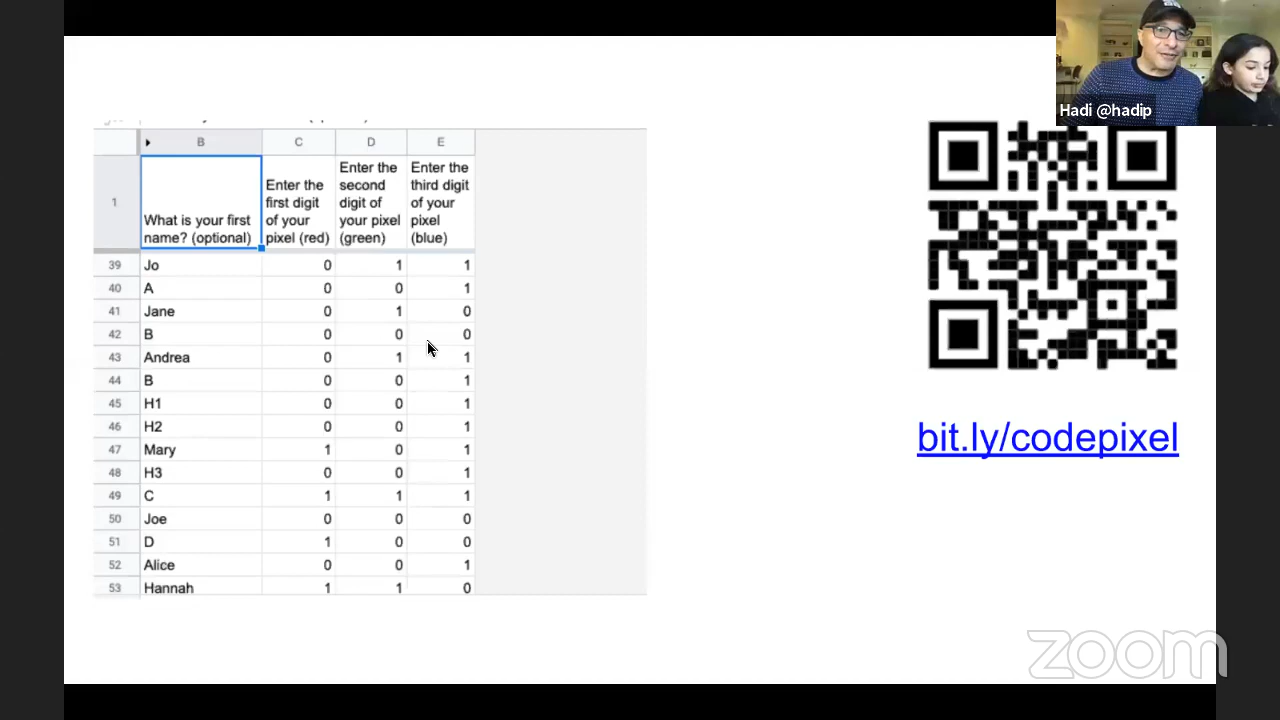 Hadi @hadip
B C D E
1
What is your first
name? (optional)
Enter the
first digit
of your
pixel (red)
Enter the
second
digit of
your pixel
(green)
Enter the
third digit
of your
pixel
(blue)
39 Jo 0 1 1
40 A 0 0 1
41 Jane 0 1 0
42 B 0 0 0
43 Andrea 0 1 1
44 B 0 0 1
45 H1 0 0 1
46 H2 0 0 1
47 Mary 1 0 1
48 H3 0 0 1
49 C 1 1 1
50 Joe 0 0 0
51 D 1 0 0
52 Alice 0 0 1
53 Hannah 1 1 0
bit.ly/codepixel
zoom